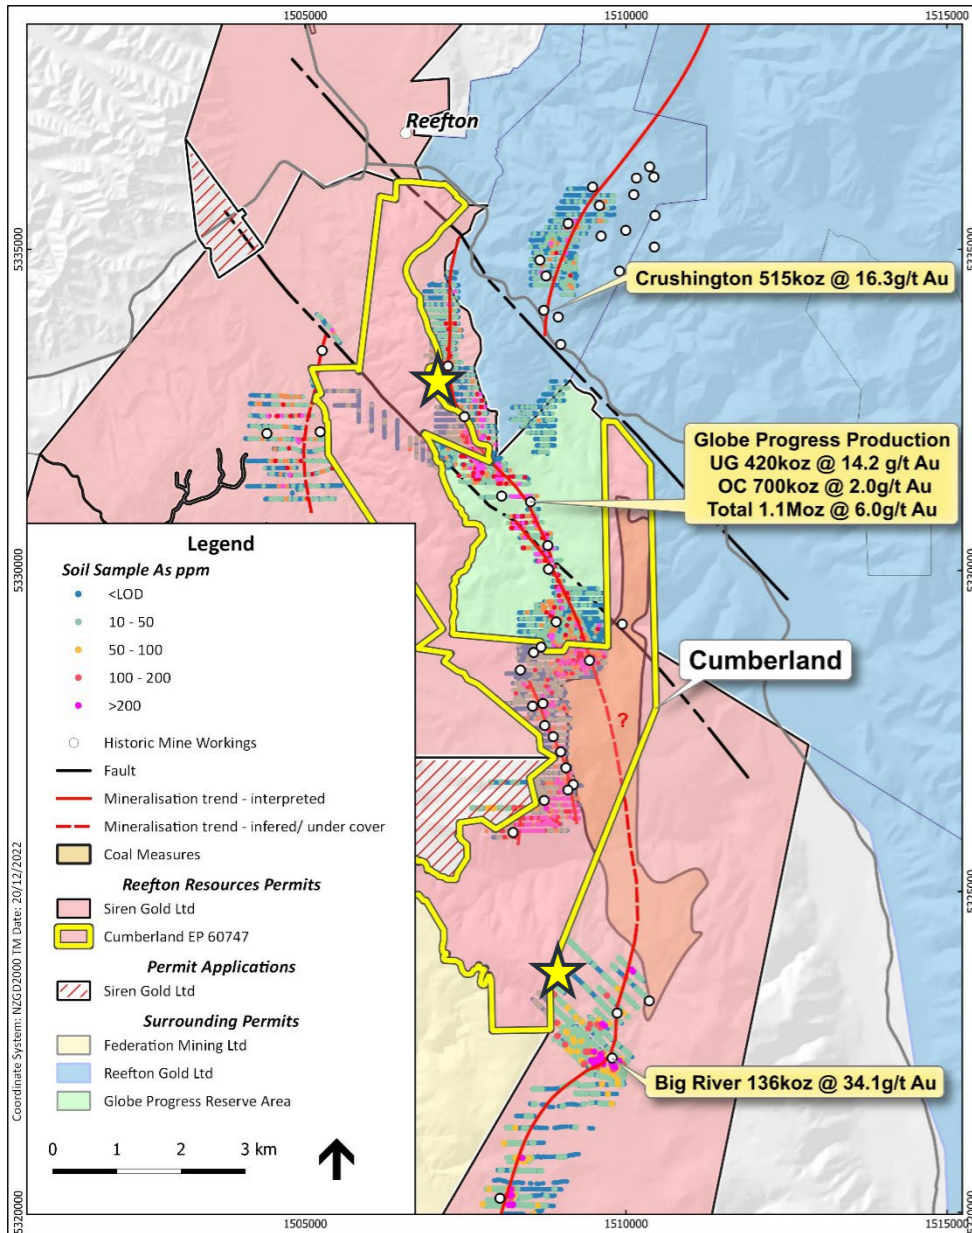 1505000
1510000
1515000
Reefton
5335000
5335000
Crushington 515koz @ 16.3g/t Au
Globe Progress Production
UG 420koz @ 14.2 g/t Au
OC 700koz @ 2.0g/t Au
Total 1.1Moz @ 6.0g/t Au
5330000
5330000
Cumberland
?
Legend
Soil Sample As ppm
<LOD
10 - 50
50 - 100
100 - 200
>200
Historic Mine Workings
Fault
Mineralisation trend - interpreted
Mineralisation trend - infered/ under cover
Coal Measures
Reefton Resources Permits
Siren Gold Ltd
Cumberland EP 60747
Permit Applications
Siren Gold Ltd
Surrounding Permits
Federation Mining Ltd
Reefton Gold Ltd
Globe Progress Reserve Area
0 1 2 3 km
5325000
Big River 136koz @ 34.1g/t Au
Coordinate System: NZGD2000 TM Date: 20/12/2022
5320000
5320000
1505000
1510000
1515000